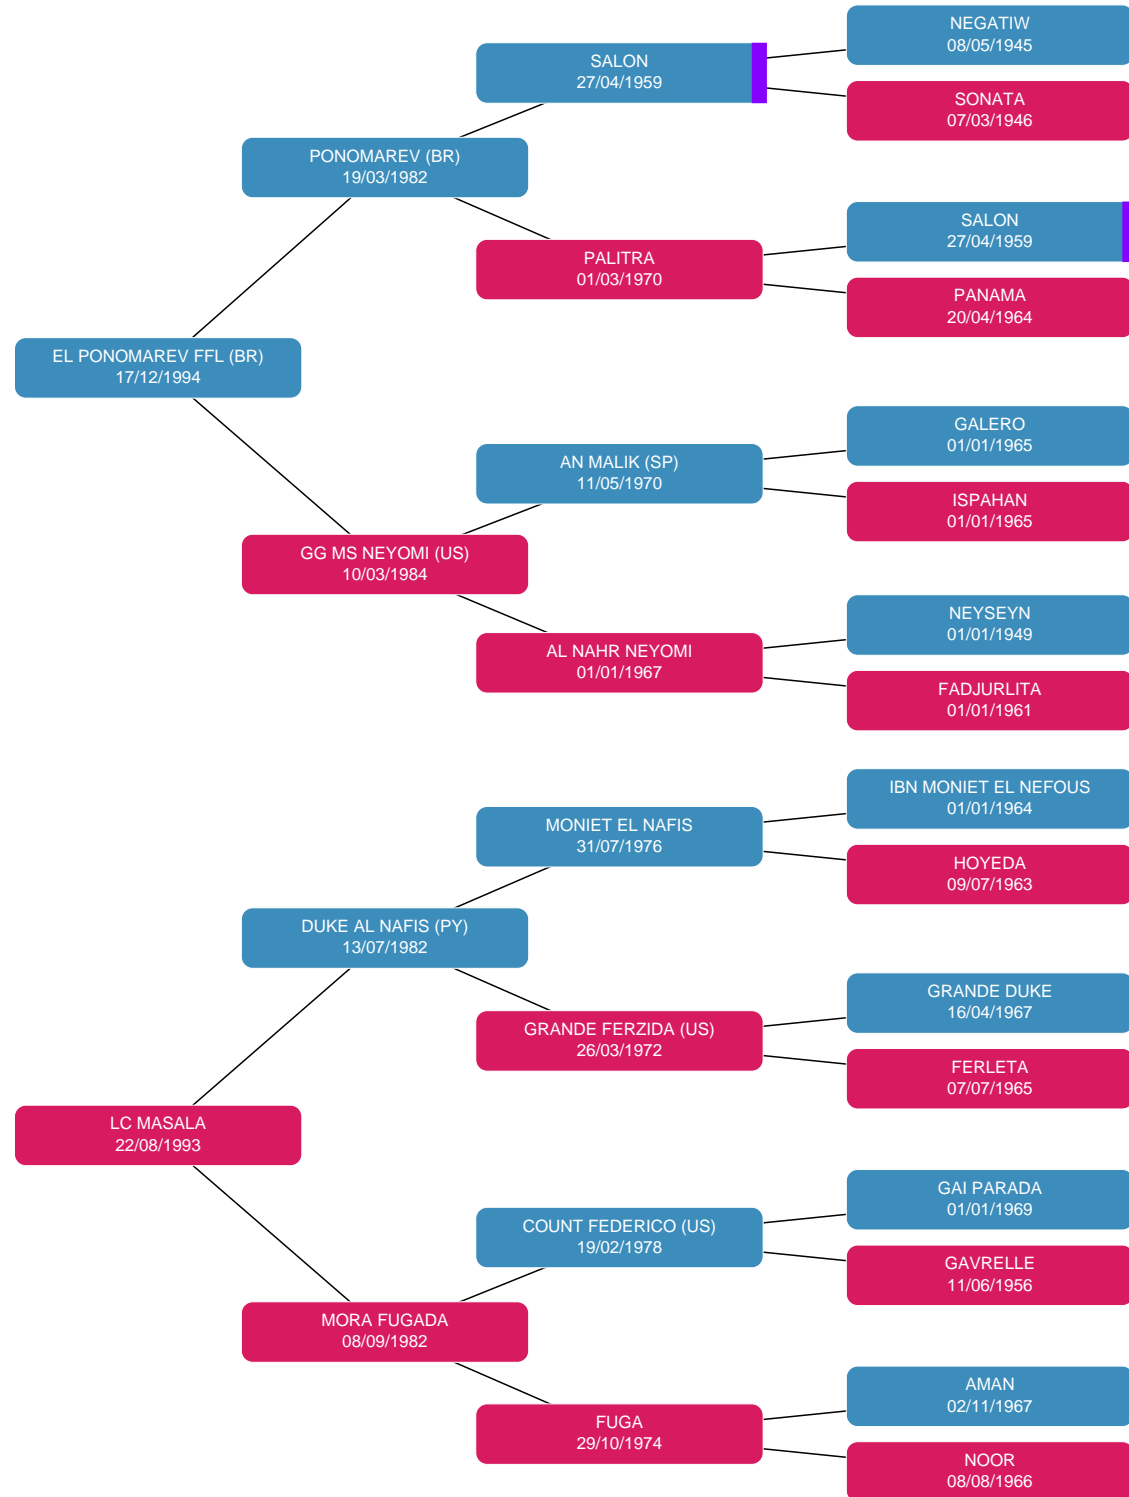 NEGATIW
08/05/1945
SALON
27/04/1959
SONATA
07/03/1946
PONOMAREV (BR)
19/03/1982
SALON
27/04/1959
PALITRA
01/03/1970
PANAMA
20/04/1964
EL PONOMAREV FFL (BR)
17/12/1994
GALERO
01/01/1965
AN MALIK (SP)
11/05/1970
ISPAHAN
01/01/1965
GG MS NEYOMI (US)
10/03/1984
NEYSEYN
01/01/1949
AL NAHR NEYOMI
01/01/1967
FADJURLITA
01/01/1961
IBN MONIET EL NEFOUS
01/01/1964
MONIET EL NAFIS
31/07/1976
HOYEDA
09/07/1963
DUKE AL NAFIS (PY)
13/07/1982
GRANDE DUKE
16/04/1967
GRANDE FERZIDA (US)
26/03/1972
FERLETA
07/07/1965
LC MASALA
22/08/1993
GAI PARADA
01/01/1969
COUNT FEDERICO (US)
19/02/1978
GAVRELLE
11/06/1956
MORA FUGADA
08/09/1982
AMAN
02/11/1967
FUGA
29/10/1974
NOOR
08/08/1966